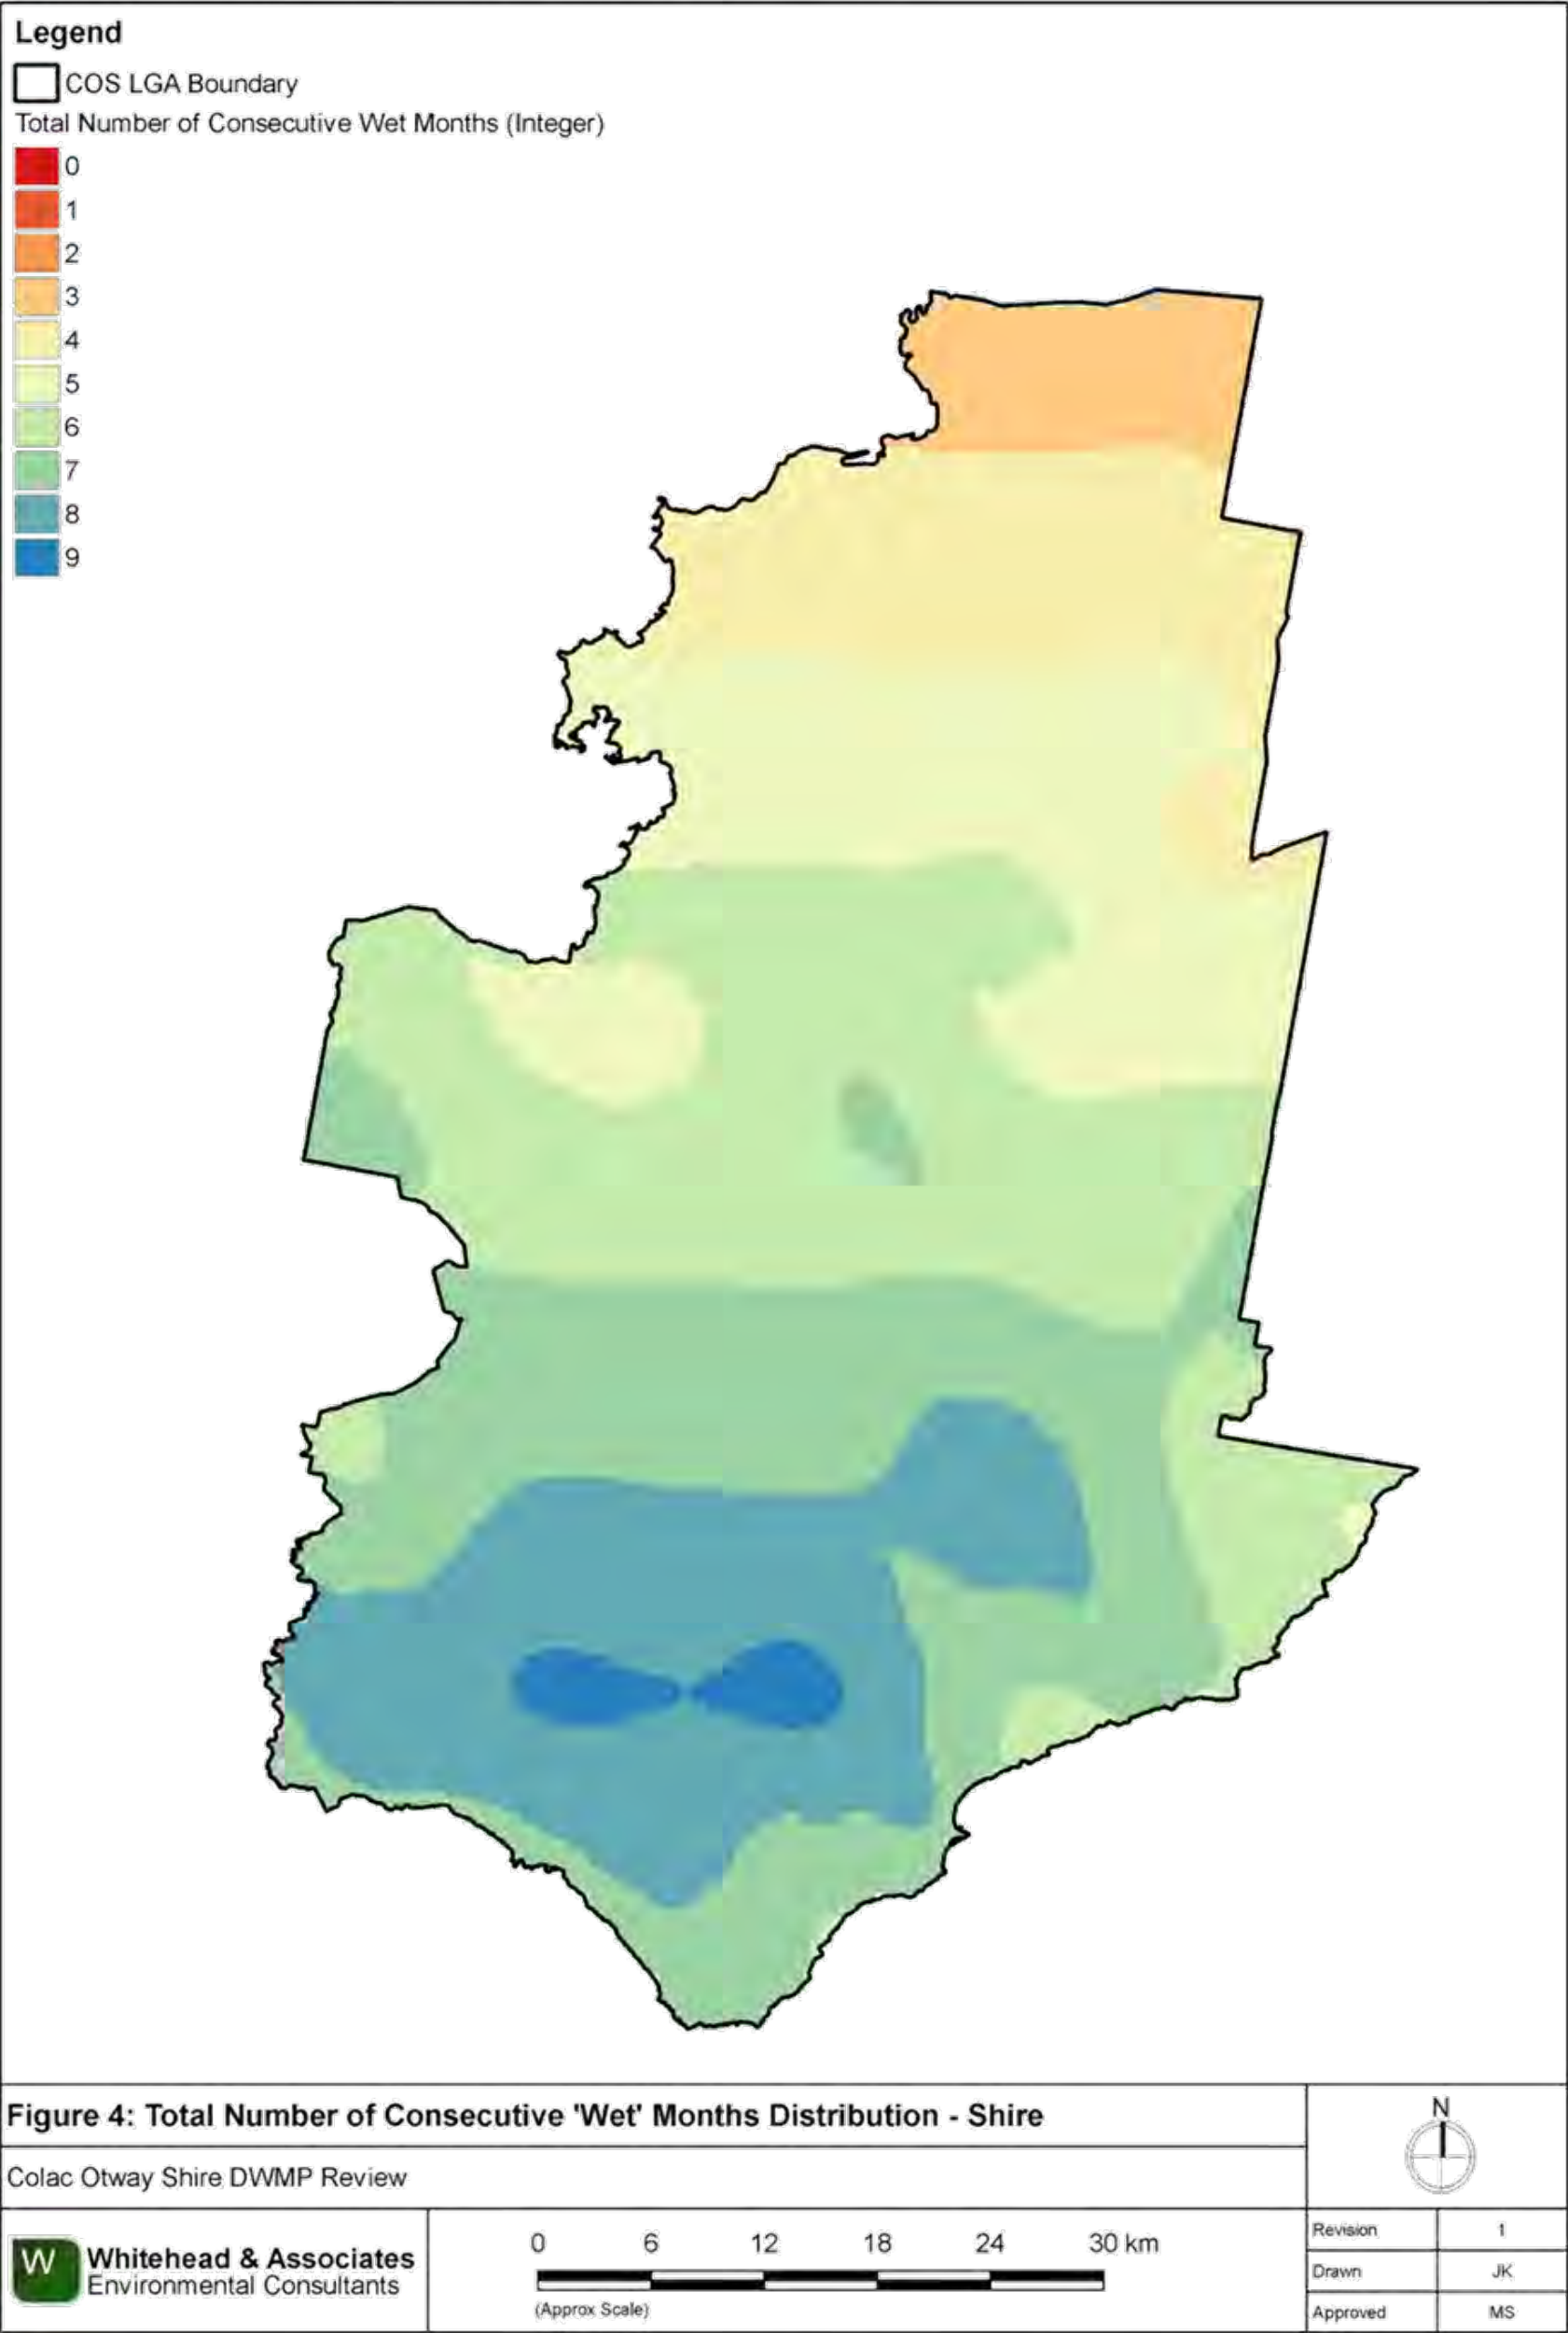 Legend
COS LGA Boundary
Total Number of Consecutive Wet Months (Integer)
0
1
2
3
4
5
6
7
8
9
Figure 4: Total Number of Consecutive 'Wet' Months Distribution - Shire
N
Colac Otway Shire DWMP Review
W
Whitehead & Associates
Environmental Consultants
0 6 12 18 24 30 km
(Approx Scale)
Revision 1
Drawn JK
Approved MS